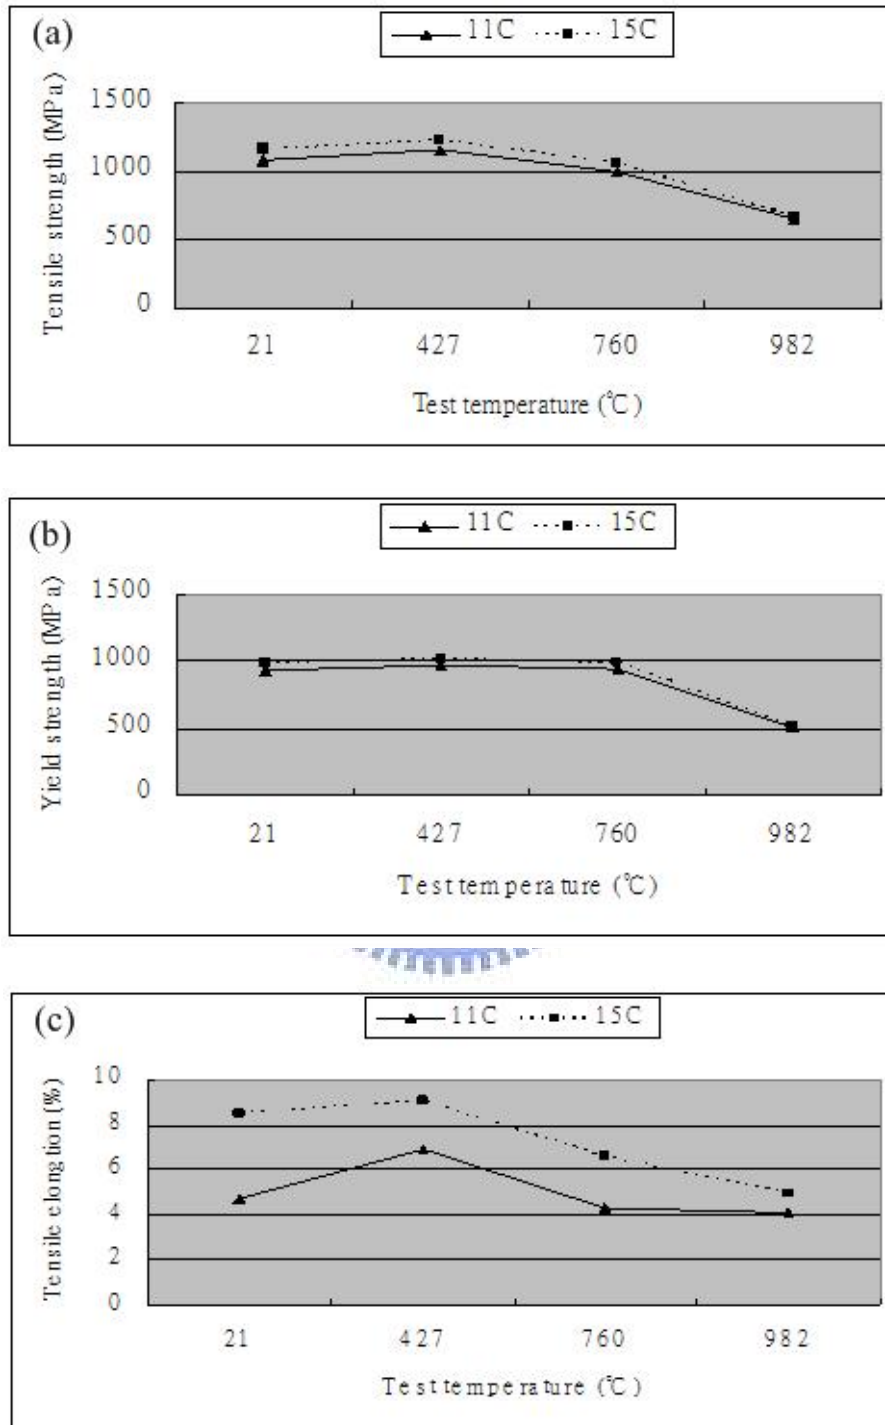 (a)
11C 15C
Tensile strength (MPa)
1500
1000
500
0
21 427 760 982
Test temperature (℃)
(b)
11C 15C
Yield strength (MPa)
1500
1000
500
0
21 427 760 982
Test temperature (℃)
(c)
11C 15C
Tensile elongtion (%)
10
8
6
4
2
0
21 427 760 982
Test temperature (℃)